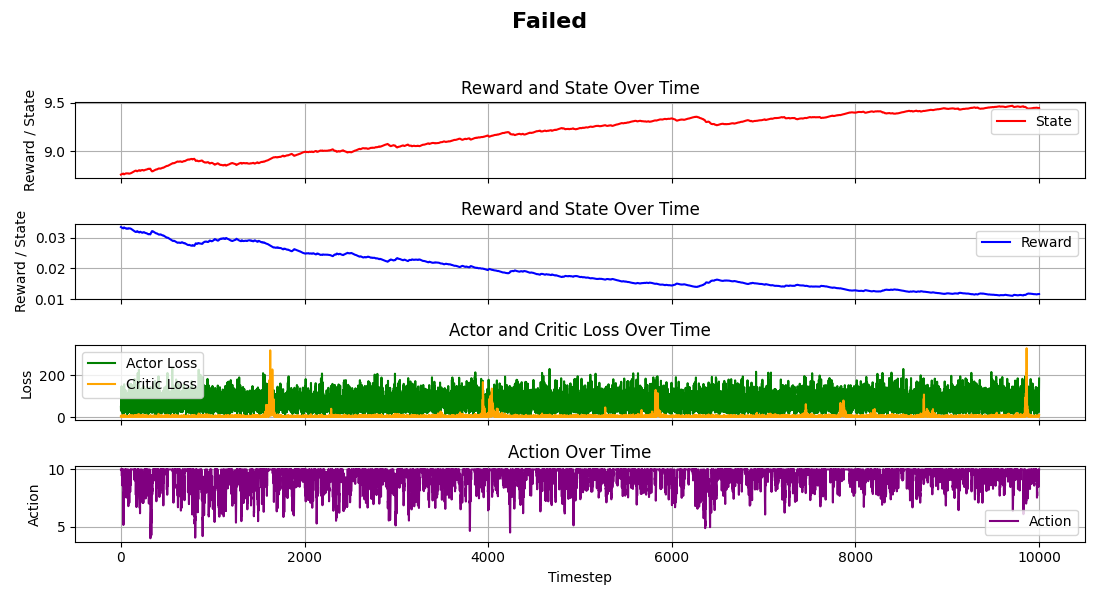 Failed
Reward and State Over Time
Reward / State
9.5
9.0
State
Reward and State Over Time
Reward / State
0.03
0.02
0.01
Reward
Actor and Critic Loss Over Time
Loss
200
0
Actor Loss
Critic Loss
Action Over Time
Action
10
5
Action
0 2000 4000 6000 8000 10000
Timestep